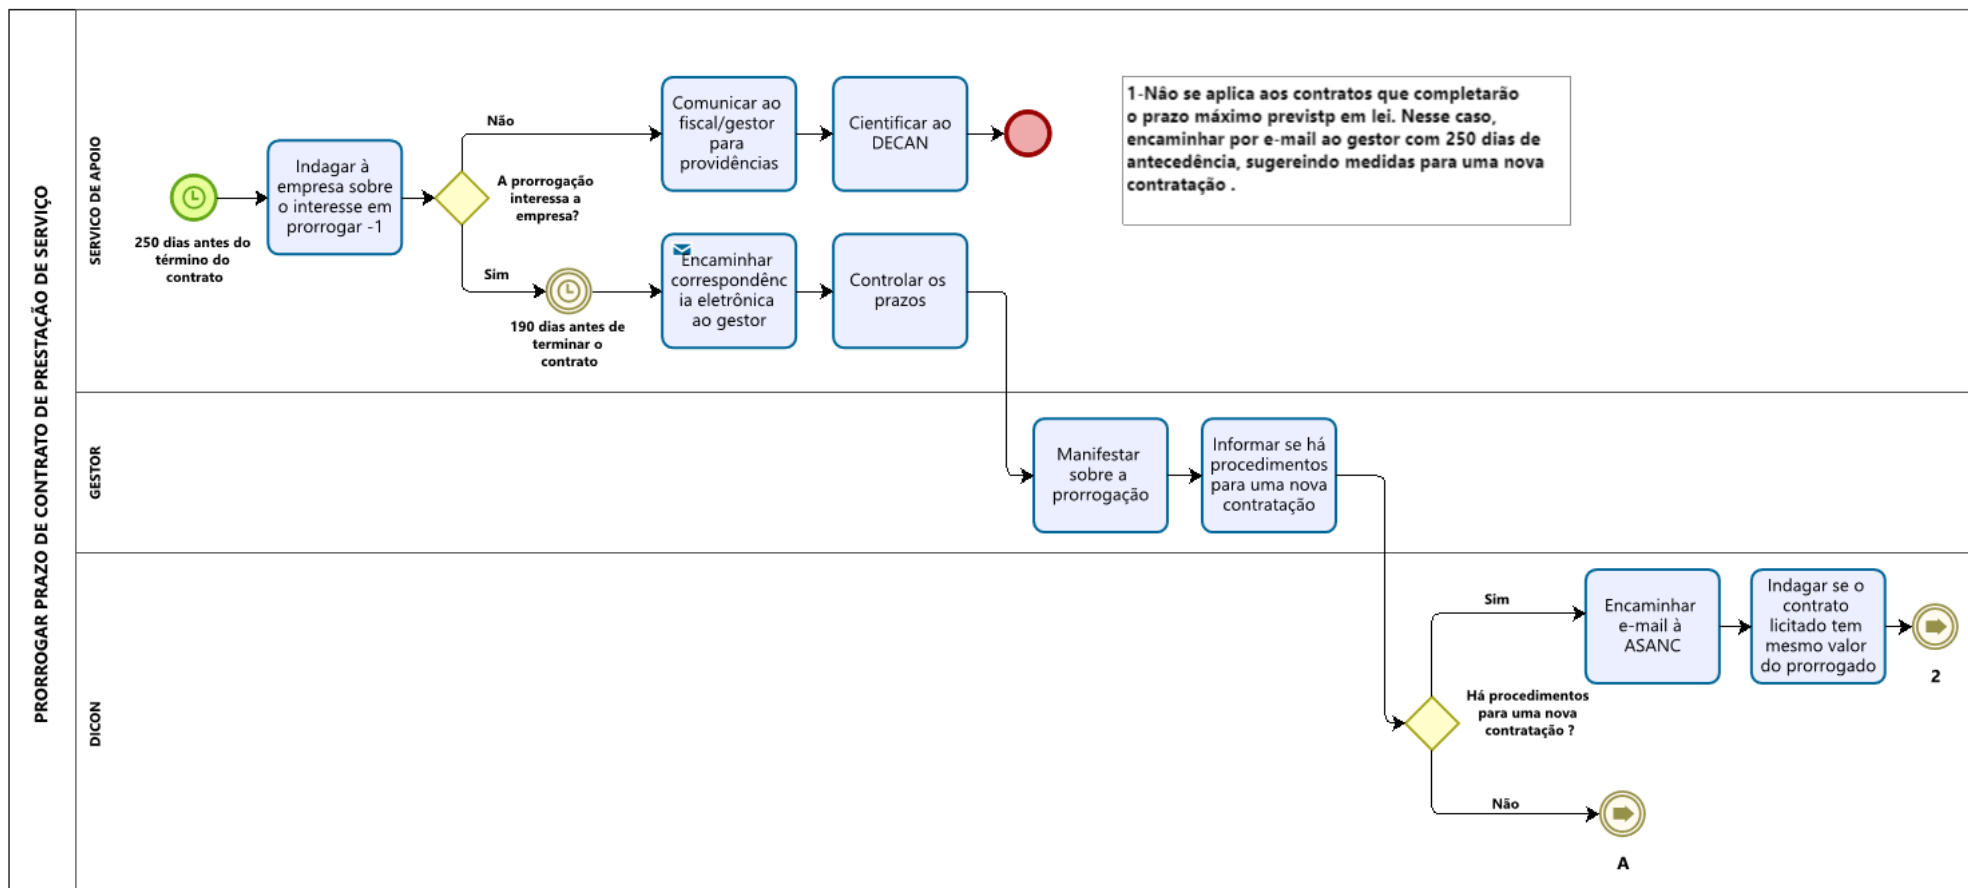 PRORROGAR PRAZO DE CONTRATO DE PRESTAÇÃO DE SERVIÇO
SERVICO DE APOIO
250 dias antes do
término do
contrato
Indagar à
empresa sobre
o interesse em
prorrogar -1
A prorrogação
interessa a
empresa?
Não
Comunicar ao
fiscal/gestor
para
providências
Cientificar ao
DECAN
Sim
190 dias antes de
terminar o
contrato
Encaminhar
correspondênc
ia eletrônica
ao gestor
Controlar os
prazos
1-Não se aplica aos contratos que completarão
o prazo máximo previstp em lei. Nesse caso,
encaminhar por e-mail ao gestor com 250 dias de
antecedência, sugereindo medidas para uma nova
contratação .
GESTOR
Manifestar
sobre a
prorrogação
Informar se há
procedimentos
para uma nova
contratação
DICON
Há procedimentos
para uma nova
contratação ?
Sim
Encaminhar
e-mail à
ASANC
Indagar se o
contrato
licitado tem
mesmo valor
do prorrogado
2
Não
A